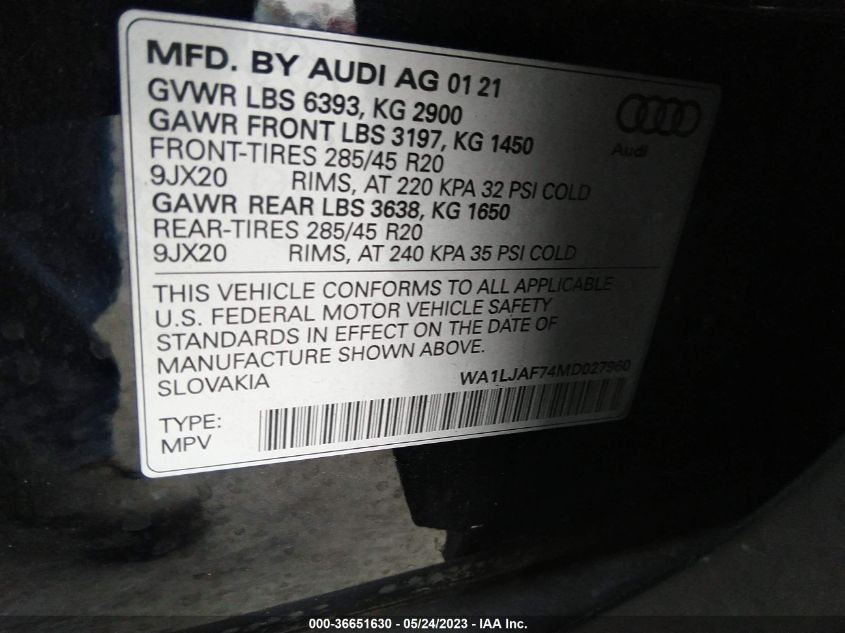 MFD. BY AUDI AG 01 21
GVWR LBS 6393, KG 2900
GAWR FRONT LBS 3197, KG 1450
FRONT-TIRES 285/45 R20
9JX20 RIMS, AT 220 KPA 32 PSI COLD
GAWR REAR LBS 3638, KG 1650
REAR-TIRES 285/45 R20
9JX20 RIMS, AT 240 KPA 35 PSI COLD
Audi
THIS VEHICLE CONFORMS TO ALL APPLICABLE
U.S. FEDERAL MOTOR VEHICLE SAFETY
STANDARDS IN EFFECT ON THE DATE OF
MANUFACTURE SHOWN ABOVE.
SLOVAKIA WA1LJAF74MD027960
TYPE:
MPV
000-36651630 - 05/24/2023 - IAA Inc.